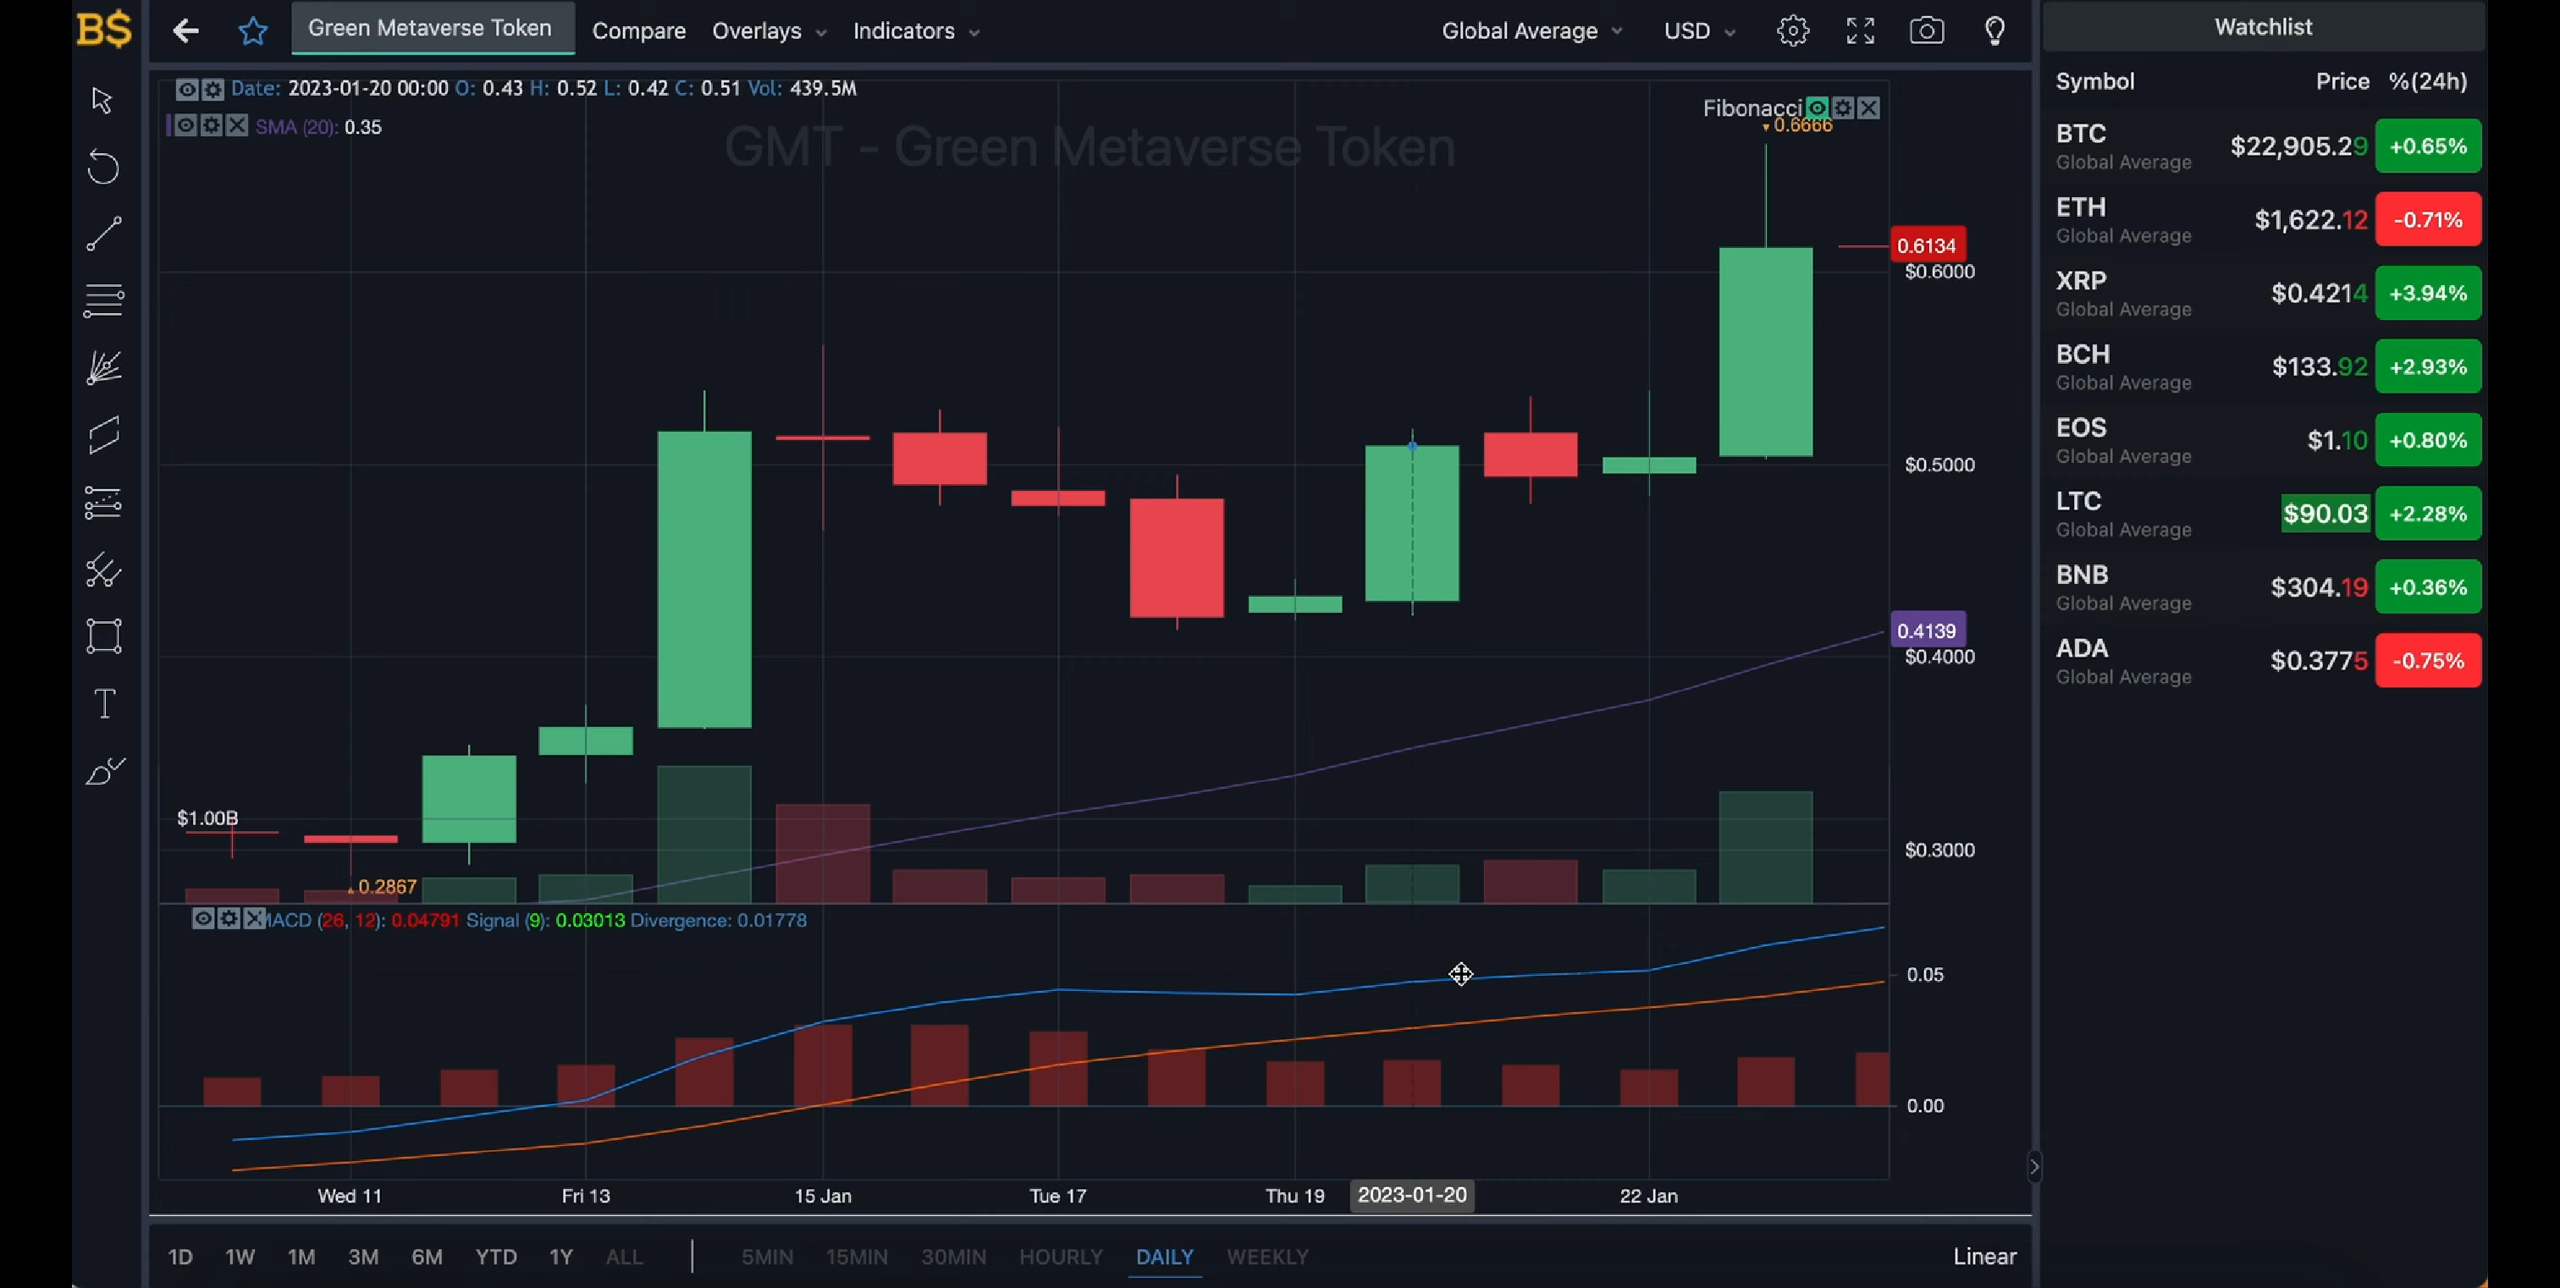 B$
Green Metaverse Token
Compare
Overlays
Indicators
Global Average
USD
Watchlist
Symbol Price %(24h)
BTC $22,905.29 +0.65%
Global Average
ETH $1,622.12 -0.71%
Global Average
XRP $0.4214 +3.94%
Global Average
BCH $133.92 +2.93%
Global Average
EOS $1.10 +0.80%
Global Average
LTC $90.03 +2.28%
Global Average
BNB $304.19 +0.36%
Global Average
ADA $0.3775 -0.75%
Global Average
Date: 2023-01-20 00:00 O: 0.43 H: 0.52 L: 0.42 C: 0.51 Vol: 439.5M
SMA (20): 0.35
GMT - Green Metaverse Token
Fibonacci
0.6666
0.6134
$0.6000
$0.5000
0.4139
$0.4000
$1.00B
$0.3000
0.2867
MACD (26, 12): 0.04791 Signal (9): 0.03013 Divergence: 0.01778
0.05
0.00
Wed 11 Fri 13 15 Jan Tue 17 Thu 19 2023-01-20 22 Jan
1D 1W 1M 3M 6M YTD 1Y ALL 5MIN 15MIN 30MIN HOURLY DAILY WEEKLY Linear